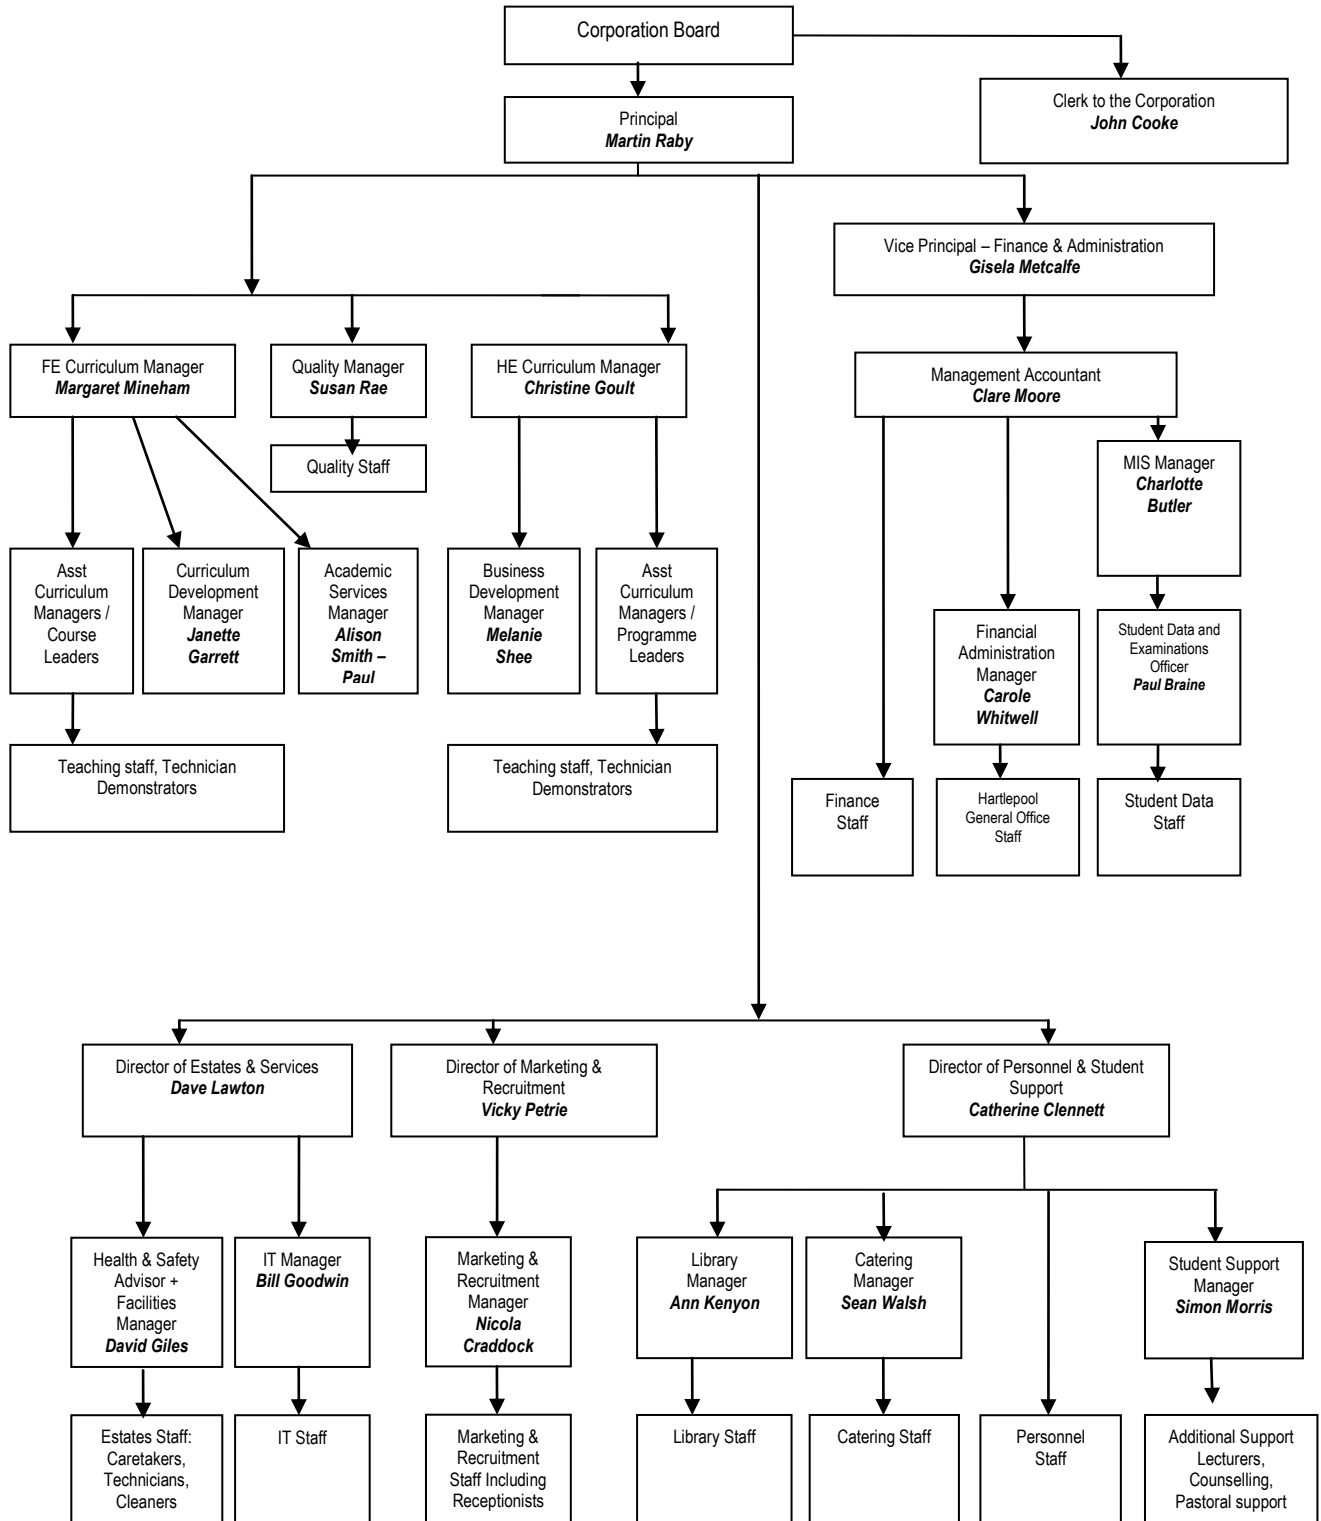 Corporation Board
Clerk to the Corporation
John Cooke
Principal
Martin Raby
Vice Principal – Finance & Administration
Gisela Metcalfe
FE Curriculum Manager
Margaret Mineham
Quality Manager
Susan Rae
HE Curriculum Manager
Christine Goult
Management Accountant
Clare Moore
Quality Staff
MIS Manager
Charlotte
Butler
Asst
Curriculum
Managers /
Course
Leaders
Curriculum
Development
Manager
Janette
Garrett
Academic
Services
Manager
Alison
Smith –
Paul
Business
Development
Manager
Melanie
Shee
Asst
Curriculum
Managers /
Programme
Leaders
Financial
Administration
Manager
Carole
Whitwell
Student Data and
Examinations
Officer
Paul Braine
Teaching staff, Technician
Demonstrators
Teaching staff, Technician
Demonstrators
Finance
Staff
Hartlepool
General Office
Staff
Student Data
Staff
Director of Estates & Services
Dave Lawton
Director of Marketing &
Recruitment
Vicky Petrie
Director of Personnel & Student
Support
Catherine Clennett
Health & Safety
Advisor +
Facilities
Manager
David Giles
IT Manager
Bill Goodwin
Marketing &
Recruitment
Manager
Nicola
Craddock
Library
Manager
Ann Kenyon
Catering
Manager
Sean Walsh
Student Support
Manager
Simon Morris
Estates Staff:
Caretakers,
Technicians,
Cleaners
IT Staff
Marketing &
Recruitment
Staff Including
Receptionists
Library Staff
Catering Staff
Personnel
Staff
Additional Support
Lecturers,
Counselling,
Pastoral support